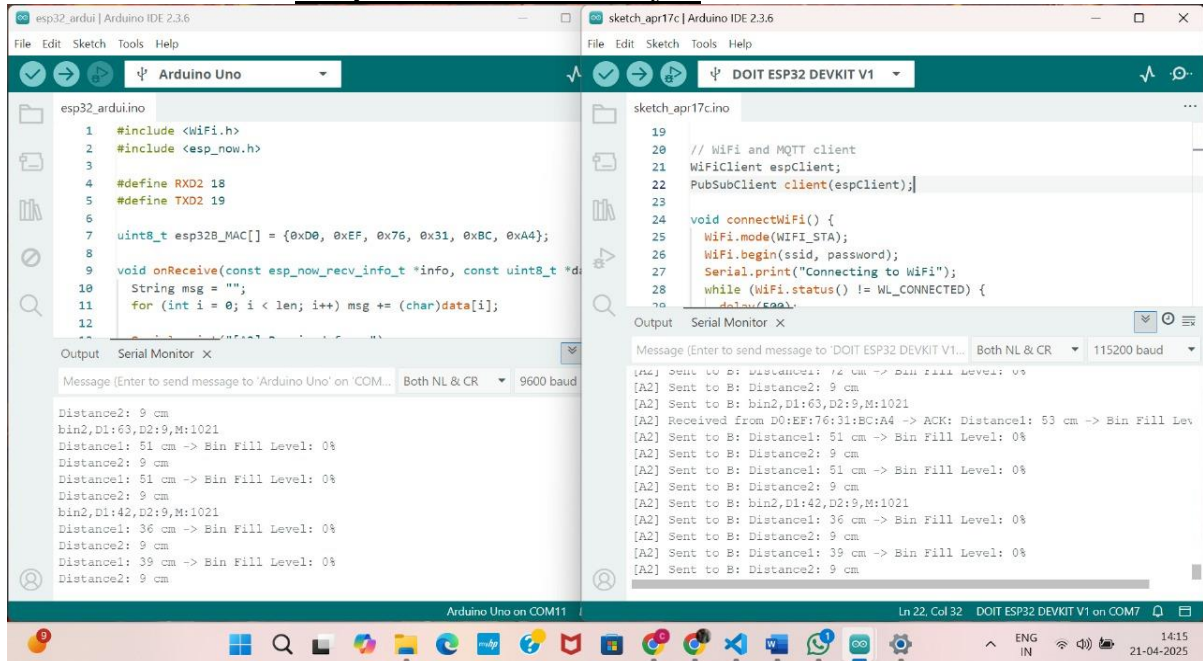 esp32_ardui | Arduino IDE 2.3.6
File Edit Sketch Tools Help
Arduino Uno
esp32_ardui.ino
1 #include <WiFi.h>
2 #include <esp_now.h>
3
4 #define RXD2 18
5 #define TXD2 19
6
7 uint8_t esp32B_MAC[] = {0xD0, 0xEF, 0x76, 0x31, 0xBC, 0xA4};
8
9 void onReceive(const esp_now_recv_info_t *info, const uint8_t *da
10 String msg = "";
11 for (int i = 0; i < len; i++) msg += (char)data[i];
12
Output Serial Monitor
Message (Enter to send message to 'Arduino Uno' on 'COM... Both NL & CR 9600 baud
Distance2: 9 cm
bin2,D1:63,D2:9,M:1021
Distance1: 51 cm -> Bin Fill Level: 0%
Distance2: 9 cm
Distance1: 51 cm -> Bin Fill Level: 0%
Distance2: 9 cm
bin2,D1:42,D2:9,M:1021
Distance1: 36 cm -> Bin Fill Level: 0%
Distance2: 9 cm
Distance1: 39 cm -> Bin Fill Level: 0%
Distance2: 9 cm
Arduino Uno on COM11
sketch_apr17c | Arduino IDE 2.3.6
File Edit Sketch Tools Help
DOIT ESP32 DEVKIT V1
sketch_apr17c.ino
19
20 // WiFi and MQTT client
21 WiFiClient espClient;
22 PubSubClient client(espClient);
23
24 void connectWiFi() {
25 WiFi.mode(WIFI_STA);
26 WiFi.begin(ssid, password);
27 Serial.print("Connecting to WiFi");
28 while (WiFi.status() != WL_CONNECTED) {
29 delay(500);
Output Serial Monitor
Message (Enter to send message to 'DOIT ESP32 DEVKIT V1... Both NL & CR 115200 baud
[A2] Sent to B: Distance1: 72 cm -> Bin Fill Level: 0%
[A2] Sent to B: Distance2: 9 cm
[A2] Sent to B: bin2,D1:63,D2:9,M:1021
[A2] Received from D0:EF:76:31:BC:A4 -> ACK: Distance1: 53 cm -> Bin Fill Lev
[A2] Sent to B: Distance1: 51 cm -> Bin Fill Level: 0%
[A2] Sent to B: Distance2: 9 cm
[A2] Sent to B: Distance1: 51 cm -> Bin Fill Level: 0%
[A2] Sent to B: Distance2: 9 cm
[A2] Sent to B: bin2,D1:42,D2:9,M:1021
[A2] Sent to B: Distance1: 36 cm -> Bin Fill Level: 0%
[A2] Sent to B: Distance2: 9 cm
[A2] Sent to B: Distance1: 39 cm -> Bin Fill Level: 0%
[A2] Sent to B: Distance2: 9 cm
Ln 22, Col 32 DOIT ESP32 DEVKIT V1 on COM7
9
ENG
IN
14:15
21-04-2025